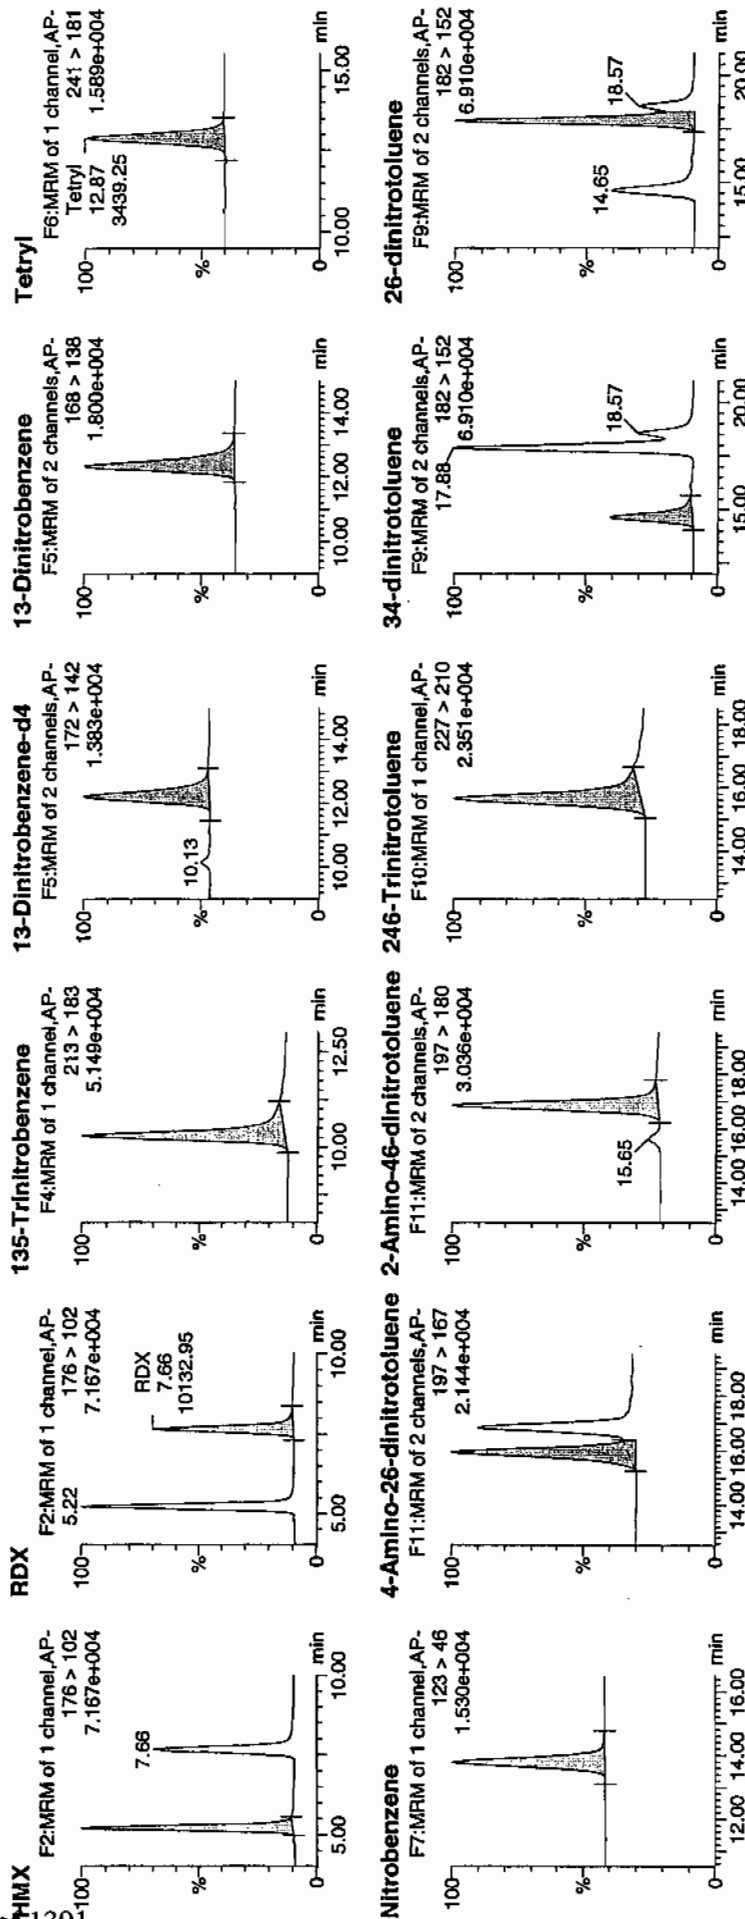 HMX
F2:MRM of 1 channel,AP-
176 > 102
7.167e+004
100
7.66
%
0
5.00 10.00 min
RDX
F2:MRM of 1 channel,AP-
176 > 102
7.167e+004
100
5.22
RDX
7.66
10132.95
%
0
5.00 10.00 min
135-Trinitrobenzene
F4:MRM of 1 channel,AP-
213 > 183
5.149e+004
100
%
0
10.00 12.50 min
13-Dinitrobenzene-d4
F5:MRM of 2 channels,AP-
172 > 142
1.383e+004
100
10.13
%
0
10.00 12.00 14.00 min
13-Dinitrobenzene
F5:MRM of 2 channels,AP-
168 > 138
1.800e+004
100
%
0
10.00 12.00 14.00 min
Tetryl
F6:MRM of 1 channel,AP-
241 > 181
1.589e+004
100
Tetryl
12.87
3439.25
%
0
10.00 15.00 min
Nitrobenzene
F7:MRM of 1 channel,AP-
123 > 46
1.530e+004
100
%
0
12.00 14.00 16.00 min
4-Amino-26-dinitrotoluene
F11:MRM of 2 channels,AP-
197 > 167
2.144e+004
100
%
0
14.00 16.00 18.00 min
2-Amino-46-dinitrotoluene
F11:MRM of 2 channels,AP-
197 > 180
3.036e+004
100
15.65
%
0
14.00 16.00 18.00 min
246-Trinitrotoluene
F10:MRM of 1 channel,AP-
227 > 210
2.351e+004
100
%
0
14.00 16.00 18.00 min
34-dinitrotoluene
F9:MRM of 2 channels,AP-
182 > 152
6.910e+004
100
17.88
18.57
%
0
15.00 20.00 min
26-dinitrotoluene
F9:MRM of 2 channels,AP-
182 > 152
6.910e+004
100
14.65
18.57
%
0
15.00 20.00 min